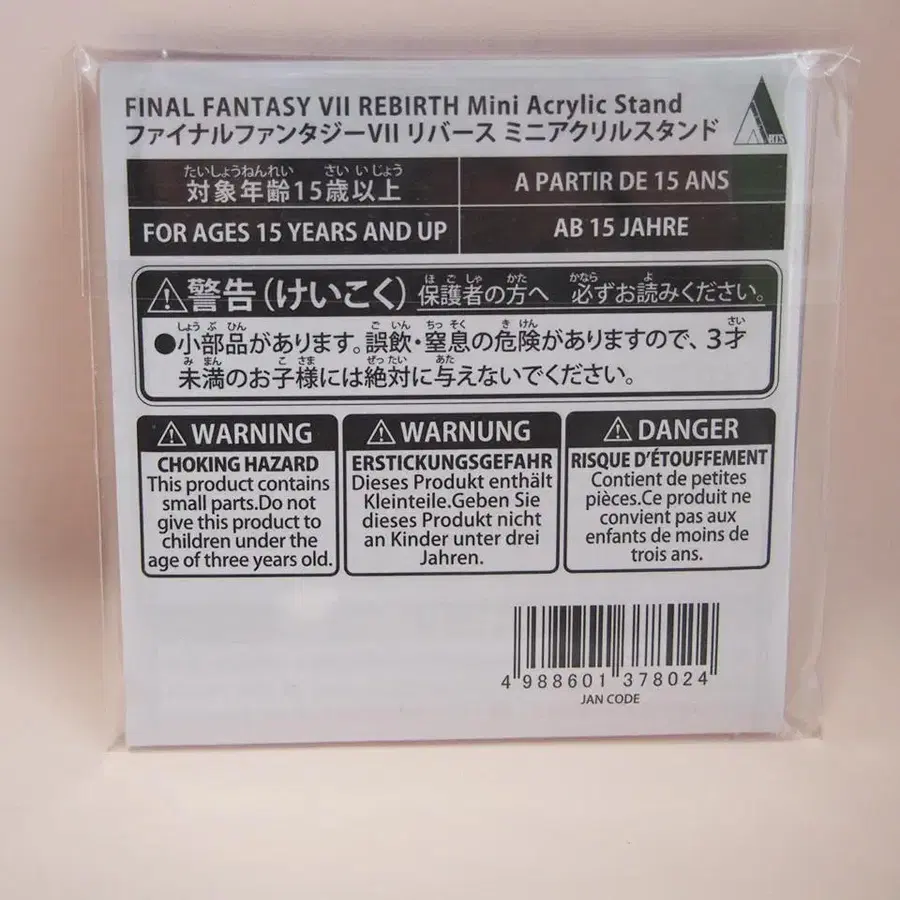 FINAL FANTASY VII REBIRTH Mini Acrylic Stand
ファイナルファンタジーVII リバース ミニアクリルスタンド
ARTS
たいしょうねんれい さい いじょう
対象年齢15歳以上
A PARTIR DE 15 ANS
FOR AGES 15 YEARS AND UP
AB 15 JAHRE
ほ ご しゃ かた かなら よ
⚠警告(けいこく) 保護者の方へ 必ずお読みください。
しょう ぶ ひん ご いん ちっ そく き けん さい
●小部品があります。誤飲・窒息の危険がありますので、3才
み まん こ さま ぜっ たい あた
未満のお子様には絶対に与えないでください。
⚠ WARNING
CHOKING HAZARD
This product contains
small parts.Do not
give this product to
children under the
age of three years old.
⚠ WARNUNG
ERSTICKUNGSGEFAHR
Dieses Produkt enthält
Kleinteile.Geben Sie
dieses Produkt nicht
an Kinder unter drei
Jahren.
⚠ DANGER
RISQUE D'ÉTOUFFEMENT
Contient de petites
pièces.Ce produit ne
convient pas aux
enfants de moins de
trois ans.
4 988601 378024
JAN CODE